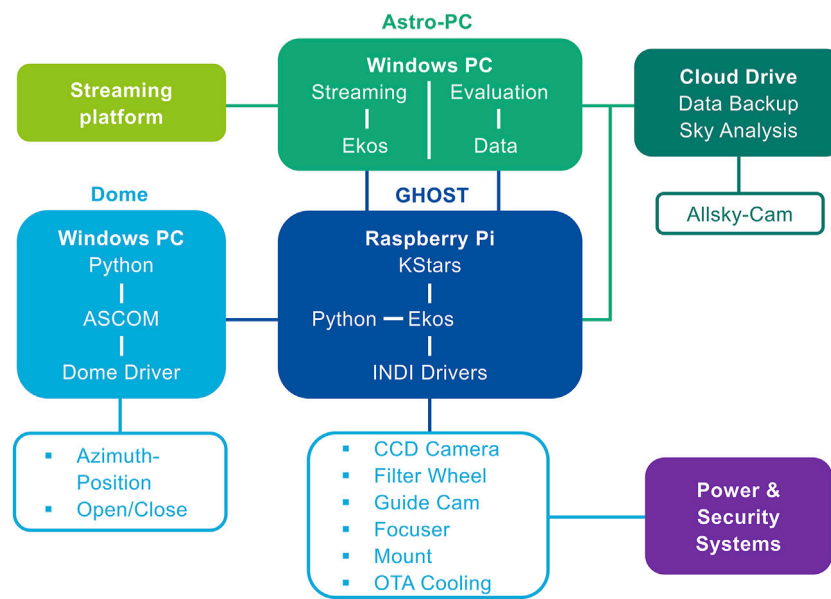 Astro-PC
Streaming
platform
Windows PC
Streaming
Evaluation
Ekos
Data
Cloud Drive
Data Backup
Sky Analysis
Allsky-Cam
Dome
Windows PC
Python
ASCOM
Dome Driver
GHOST
Raspberry Pi
KStars
Python
Ekos
INDI Drivers
▪ Azimuth-
Position
▪ Open/Close
▪ CCD Camera
▪ Filter Wheel
▪ Guide Cam
▪ Focuser
▪ Mount
▪ OTA Cooling
Power &
Security
Systems